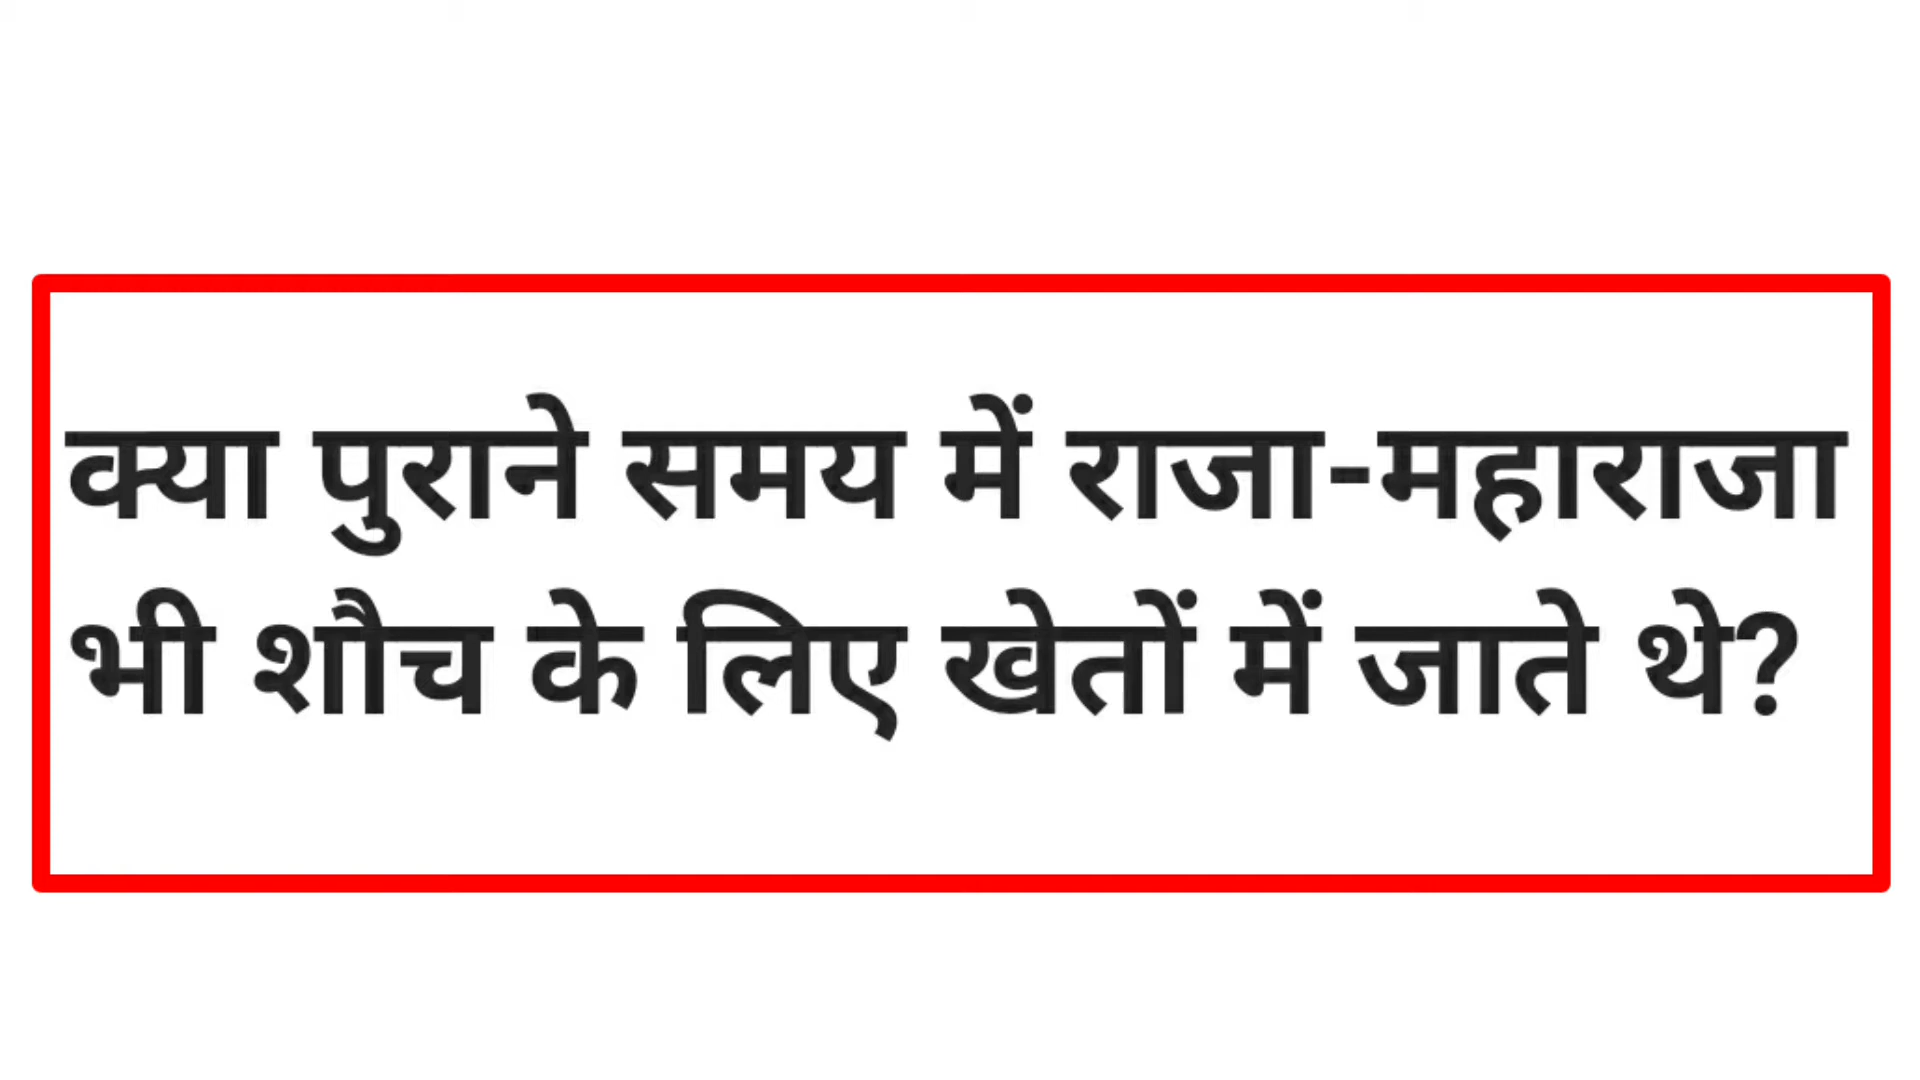 क्या पुराने समय में राजा-महाराजा
भी शौच के लिए खेतों में जाते थे?